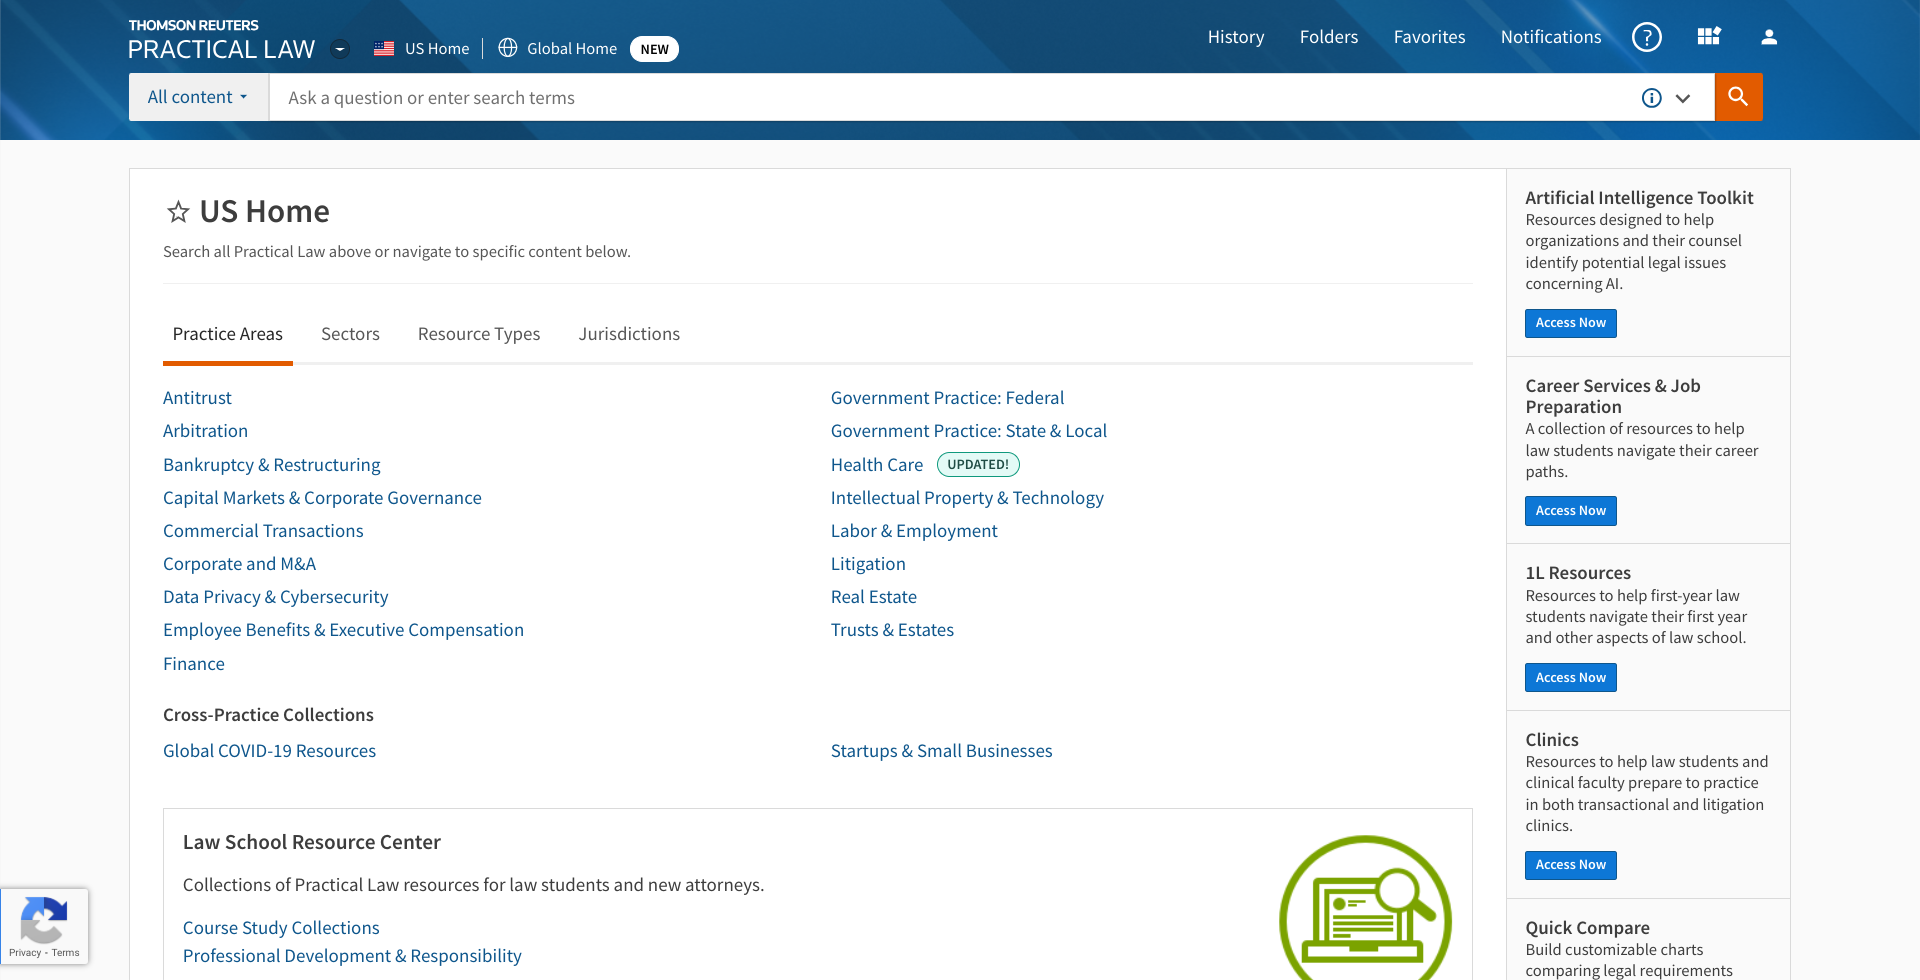 THOMSON REUTERS
PRACTICAL LAW
US Home
Global Home
NEW
History
Folders
Favorites
Notifications
?
All content
Ask a question or enter search terms
US Home
Search all Practical Law above or navigate to specific content below.
Practice Areas
Sectors
Resource Types
Jurisdictions
Antitrust
Arbitration
Bankruptcy & Restructuring
Capital Markets & Corporate Governance
Commercial Transactions
Corporate and M&A
Data Privacy & Cybersecurity
Employee Benefits & Executive Compensation
Finance
Government Practice: Federal
Government Practice: State & Local
Health Care UPDATED!
Intellectual Property & Technology
Labor & Employment
Litigation
Real Estate
Trusts & Estates
Cross-Practice Collections
Global COVID-19 Resources
Startups & Small Businesses
Law School Resource Center
Collections of Practical Law resources for law students and new attorneys.
Course Study Collections
Professional Development & Responsibility
Artificial Intelligence Toolkit
Resources designed to help
organizations and their counsel
identify potential legal issues
concerning AI.
Access Now
Career Services & Job
Preparation
A collection of resources to help
law students navigate their career
paths.
Access Now
1L Resources
Resources to help first-year law
students navigate their first year
and other aspects of law school.
Access Now
Clinics
Resources to help law students and
clinical faculty prepare to practice
in both transactional and litigation
clinics.
Access Now
Quick Compare
Build customizable charts
comparing legal requirements
Privacy - Terms